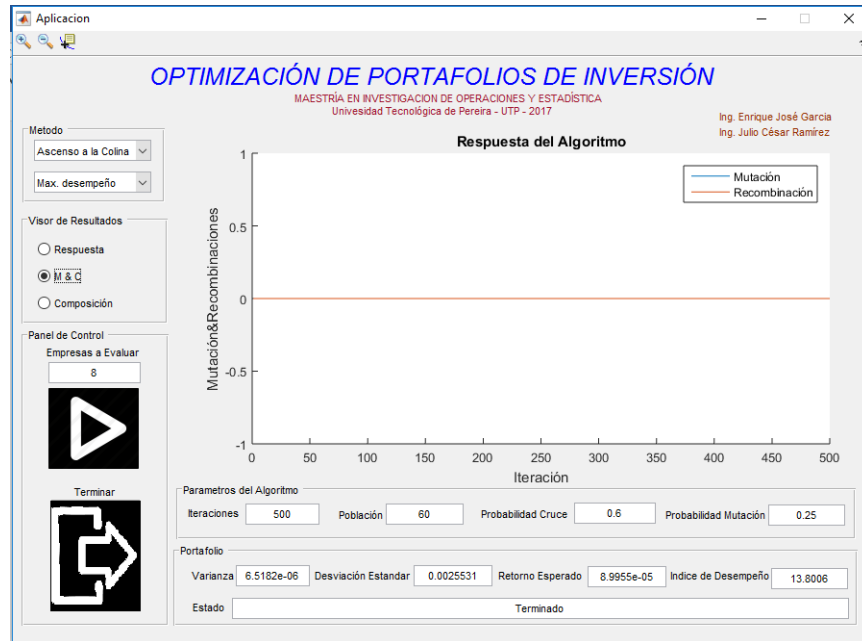 Aplicacion
OPTIMIZACIÓN DE PORTAFOLIOS DE INVERSIÓN
MAESTRÍA EN INVESTIGACION DE OPERACIONES Y ESTADÍSTICA
Univesidad Tecnológica de Pereira - UTP - 2017
Ing. Enrique José Garcia
Ing. Julio César Ramírez
Metodo
Ascenso a la Colina
Max. desempeño
Visor de Resultados
Respuesta
M & C
Composición
Panel de Control
Empresas a Evaluar
8
Terminar
Respuesta del Algoritmo
Mutación
Recombinación
Mutación&Recombinaciones
1
0.5
0
-0.5
-1
0 50 100 150 200 250 300 350 400 450 500
Iteración
Parametros del Algoritmo
Iteraciones 500 Población 60 Probabilidad Cruce 0.6 Probabilidad Mutación 0.25
Portafolio
Varianza 6.5182e-06 Desviación Estandar 0.0025531 Retorno Esperado 8.9955e-05 Indice de Desempeño 13.8006
Estado Terminado